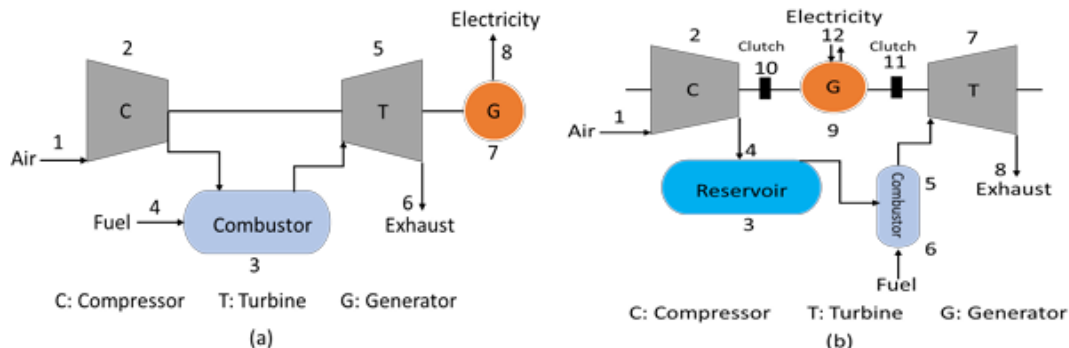 Electricity
2
5
8
C
T
G
1
Air
7
4
6
Fuel
Combustor
Exhaust
3
C: Compressor T: Turbine G: Generator
(a)
Electricity
2
12
7
Clutch
Clutch
10
11
C
G
T
1
Air
9
4
Reservoir
5
8
Combustor
Exhaust
3
6
Fuel
C: Compressor T: Turbine G: Generator
(b)